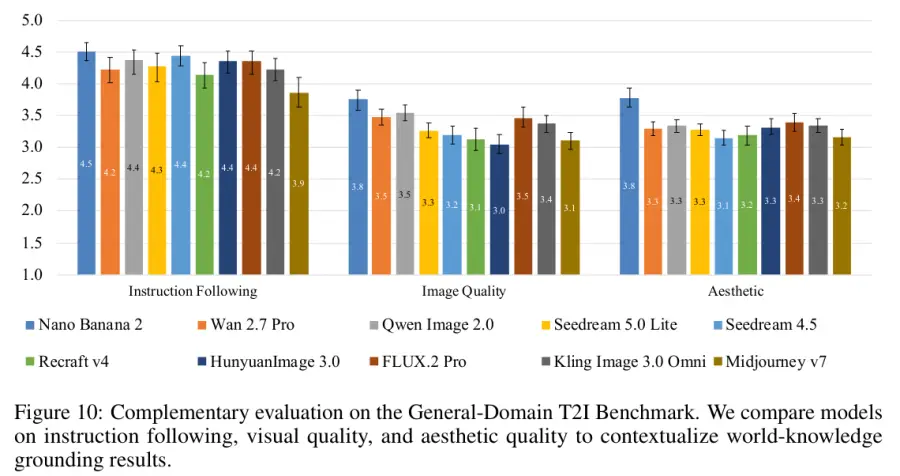 5.0
4.5
4.0
3.5
3.0
2.5
2.0
1.5
1.0
4.5 4.2 4.4 4.3 4.4 4.2 4.4 4.4 4.2 3.9
3.8 3.5 3.5 3.3 3.2 3.1 3.0 3.5 3.4 3.1
3.8 3.3 3.3 3.3 3.1 3.2 3.3 3.4 3.3 3.2
Instruction Following Image Quality Aesthetic
Nano Banana 2 Wan 2.7 Pro Qwen Image 2.0 Seedream 5.0 Lite Seedream 4.5
Recraft v4 HunyuanImage 3.0 FLUX.2 Pro Kling Image 3.0 Omni Midjourney v7
Figure 10: Complementary evaluation on the General-Domain T2I Benchmark. We compare models
on instruction following, visual quality, and aesthetic quality to contextualize world-knowledge
grounding results.